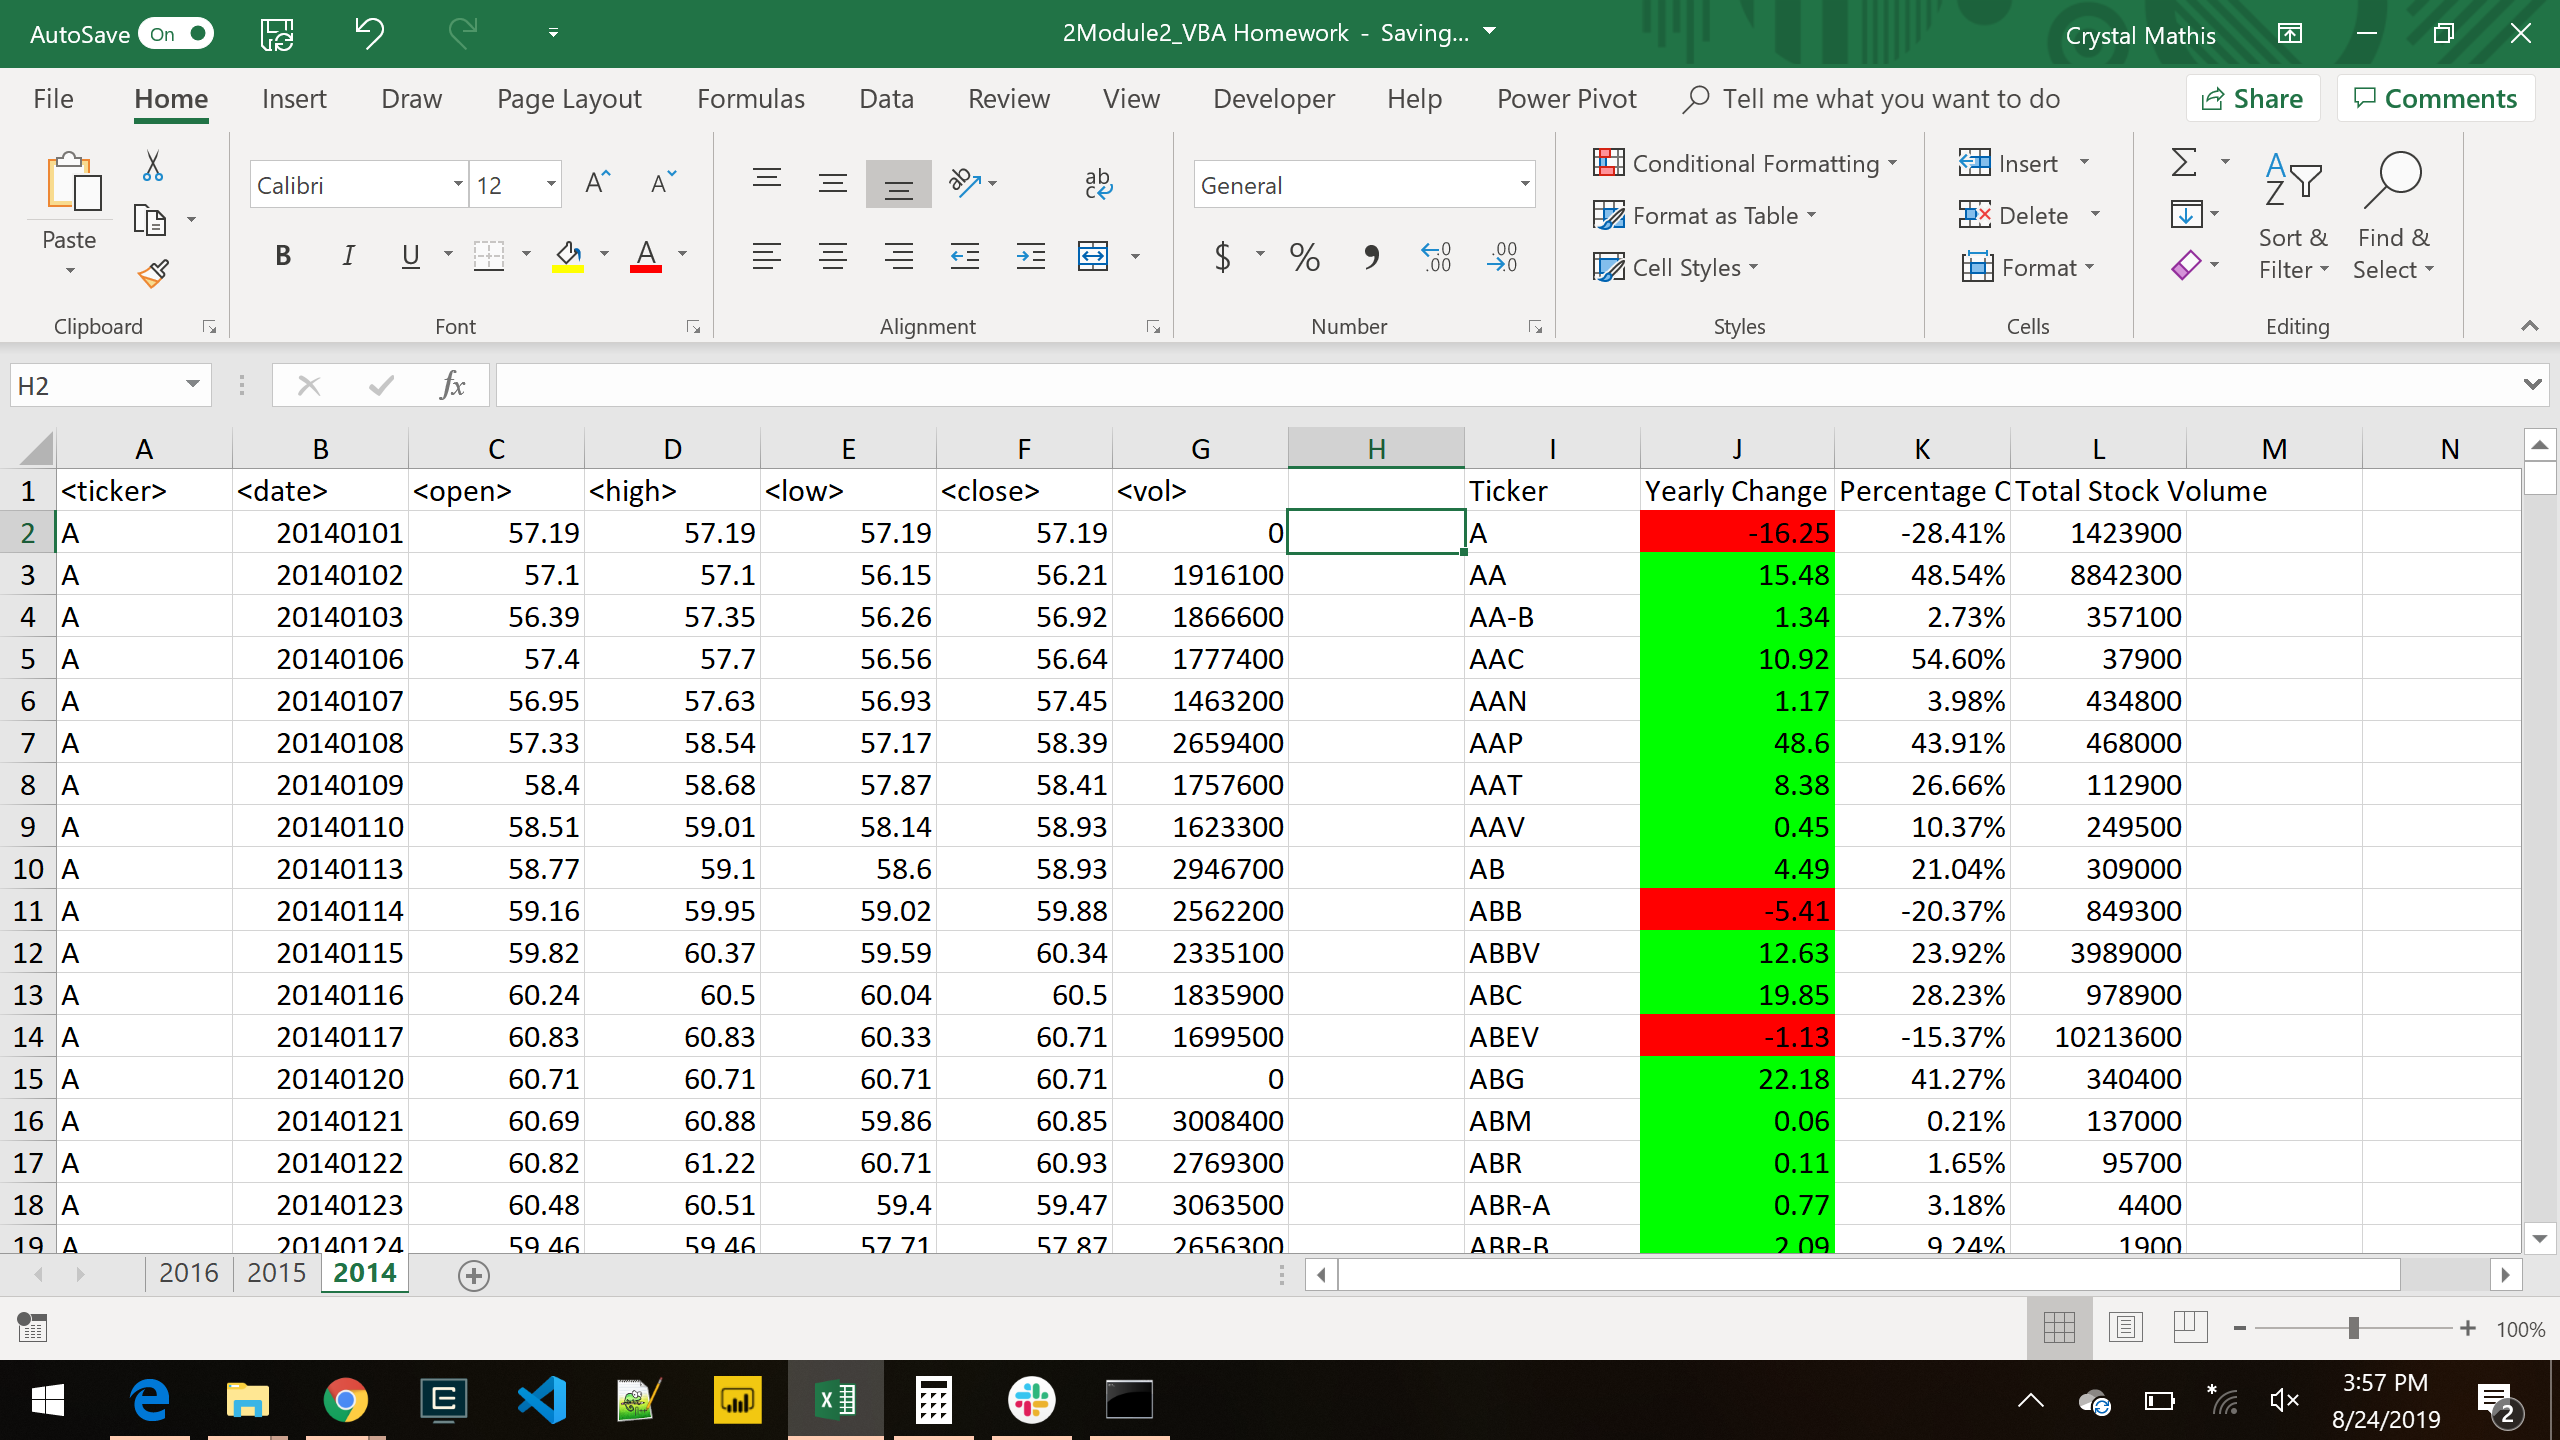 AutoSave On 2Module2_VBA Homework - Saving... Crystal Mathis
File Home Insert Draw Page Layout Formulas Data Review View Developer Help Power Pivot Tell me what you want to do Share Comments
Paste
Calibri 12
General
Conditional Formatting
Format as Table
Cell Styles
Insert
Delete
Format
Sort & Filter
Find & Select
Clipboard Font Alignment Number Styles Cells Editing
H2 fx
A B C D E F G H I J K L M N
1 <ticker> <date> <open> <high> <low> <close> <vol> Ticker Yearly Change Percentage C Total Stock Volume
2 A 20140101 57.19 57.19 57.19 57.19 0 A -16.25 -28.41% 1423900
3 A 20140102 57.1 57.1 56.15 56.21 1916100 AA 15.48 48.54% 8842300
4 A 20140103 56.39 57.35 56.26 56.92 1866600 AA-B 1.34 2.73% 357100
5 A 20140106 57.4 57.7 56.56 56.64 1777400 AAC 10.92 54.60% 37900
6 A 20140107 56.95 57.63 56.93 57.45 1463200 AAN 1.17 3.98% 434800
7 A 20140108 57.33 58.54 57.17 58.39 2659400 AAP 48.6 43.91% 468000
8 A 20140109 58.4 58.68 57.87 58.41 1757600 AAT 8.38 26.66% 112900
9 A 20140110 58.51 59.01 58.14 58.93 1623300 AAV 0.45 10.37% 249500
10 A 20140113 58.77 59.1 58.6 58.93 2946700 AB 4.49 21.04% 309000
11 A 20140114 59.16 59.95 59.02 59.88 2562200 ABB -5.41 -20.37% 849300
12 A 20140115 59.82 60.37 59.59 60.34 2335100 ABBV 12.63 23.92% 3989000
13 A 20140116 60.24 60.5 60.04 60.5 1835900 ABC 19.85 28.23% 978900
14 A 20140117 60.83 60.83 60.33 60.71 1699500 ABEV -1.13 -15.37% 10213600
15 A 20140120 60.71 60.71 60.71 60.71 0 ABG 22.18 41.27% 340400
16 A 20140121 60.69 60.88 59.86 60.85 3008400 ABM 0.06 0.21% 137000
17 A 20140122 60.82 61.22 60.71 60.93 2769300 ABR 0.11 1.65% 95700
18 A 20140123 60.48 60.51 59.4 59.47 3063500 ABR-A 0.77 3.18% 4400
19 A 20140124 59.46 59.46 57.71 57.87 2656300 ABR-B 2.09 9.24% 1900
2016 2015 2014
100%
3:57 PM
8/24/2019
2